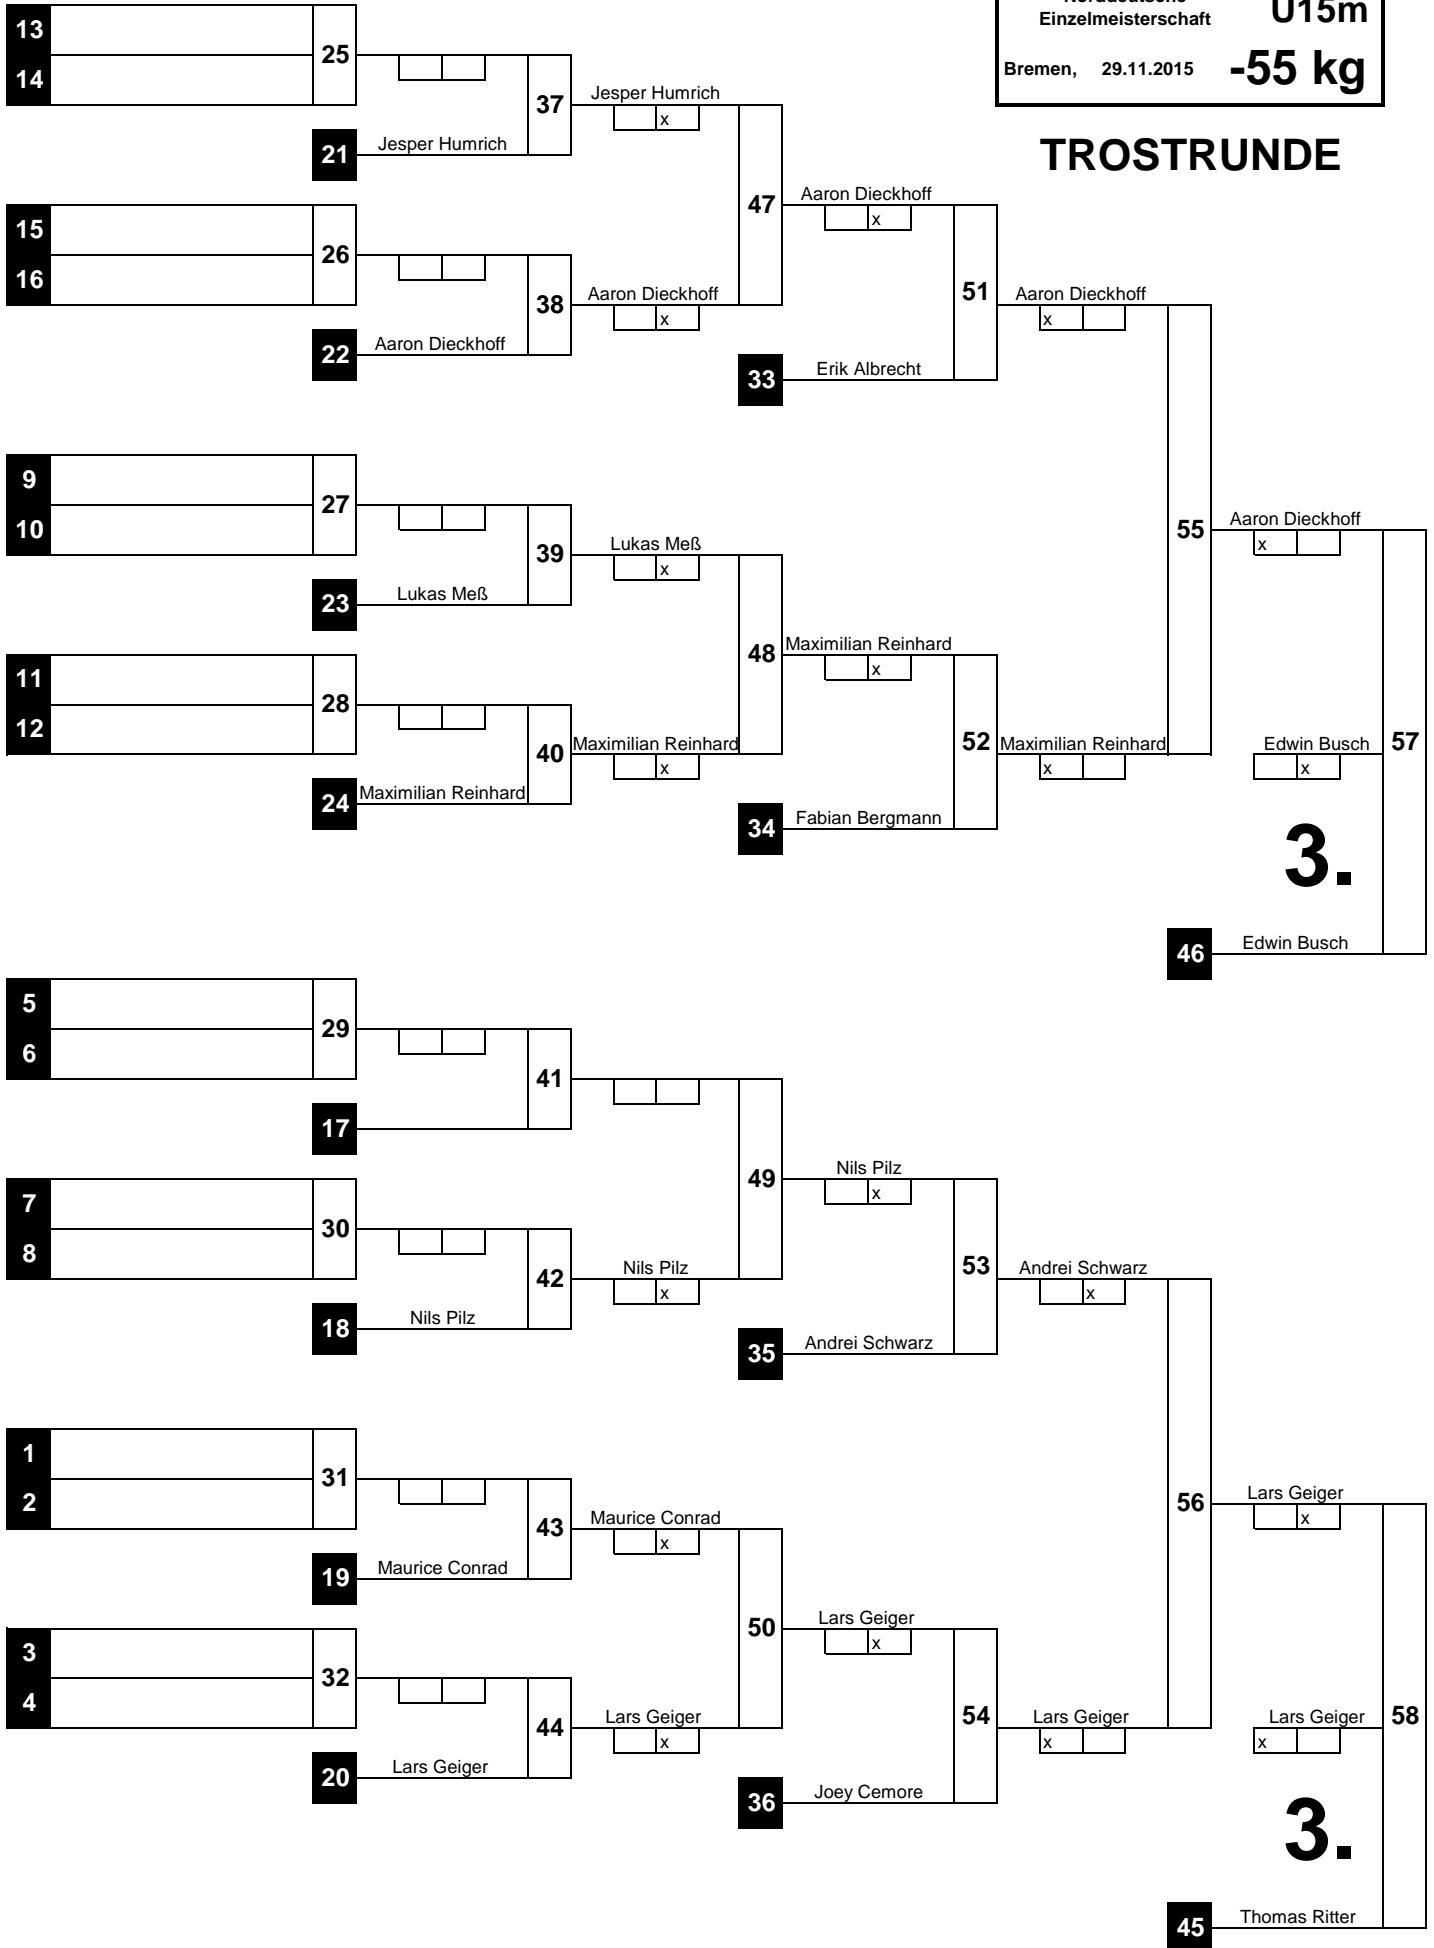 Norddeutsche
Einzelmeisterschaft U15m
Bremen, 29.11.2015 -55 kg
TROSTRUNDE
13
14
25
37
Jesper Humrich
x
21 Jesper Humrich
47
Aaron Dieckhoff
x
15
16
26
38
Aaron Dieckhoff
x
22 Aaron Dieckhoff
51
Aaron Dieckhoff
x
33 Erik Albrecht
9
10
27
39
Lukas Meß
x
23 Lukas Meß
48
Maximilian Reinhard
x
11
12
28
40
Maximilian Reinhard
x
24 Maximilian Reinhard
52
Maximilian Reinhard
x
34 Fabian Bergmann
55
Aaron Dieckhoff
x
57
Edwin Busch
x
3.
46 Edwin Busch
5
6
29
41
17
49
Nils Pilz
x
7
8
30
42
Nils Pilz
x
18 Nils Pilz
53
Andrei Schwarz
x
35 Andrei Schwarz
1
2
31
43
Maurice Conrad
x
19 Maurice Conrad
50
Lars Geiger
x
3
4
32
44
Lars Geiger
x
20 Lars Geiger
54
Lars Geiger
x
36 Joey Cemore
56
Lars Geiger
x
58
Lars Geiger
x
3.
45 Thomas Ritter